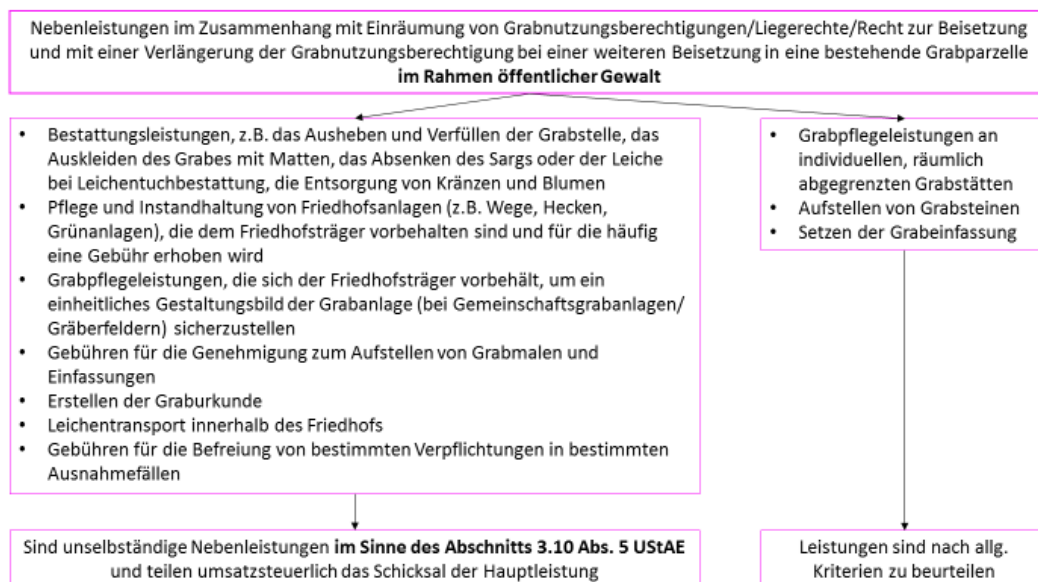 Nebenleistungen im Zusammenhang mit Einräumung von Grabnutzungsberechtigungen/Liegerechte/Recht zur Beisetzung
und mit einer Verlängerung der Grabnutzungsberechtigung bei einer weiteren Beisetzung in eine bestehende Grabparzelle
im Rahmen öffentlicher Gewalt
• Bestattungsleistungen, z.B. das Ausheben und Verfüllen der Grabstelle, das
Auskleiden des Grabes mit Matten, das Absenken des Sargs oder der Leiche
bei Leichentuchbestattung, die Entsorgung von Kränzen und Blumen
• Pflege und Instandhaltung von Friedhofsanlagen (z.B. Wege, Hecken,
Grünanlagen), die dem Friedhofsträger vorbehalten sind und für die häufig
eine Gebühr erhoben wird
• Grabpflegeleistungen, die sich der Friedhofsträger vorbehält, um ein
einheitliches Gestaltungsbild der Grabanlage (bei Gemeinschaftsgrabanlagen/
Gräberfeldern) sicherzustellen
• Gebühren für die Genehmigung zum Aufstellen von Grabmalen und
Einfassungen
• Erstellen der Graburkunde
• Leichentransport innerhalb des Friedhofs
• Gebühren für die Befreiung von bestimmten Verpflichtungen in bestimmten
Ausnahmefällen
• Grabpflegeleistungen an
individuellen, räumlich
abgegrenzten Grabstätten
• Aufstellen von Grabsteinen
• Setzen der Grabeinfassung
Sind unselbständige Nebenleistungen im Sinne des Abschnitts 3.10 Abs. 5 UStAE
und teilen umsatzsteuerlich das Schicksal der Hauptleistung
Leistungen sind nach allg.
Kriterien zu beurteilen